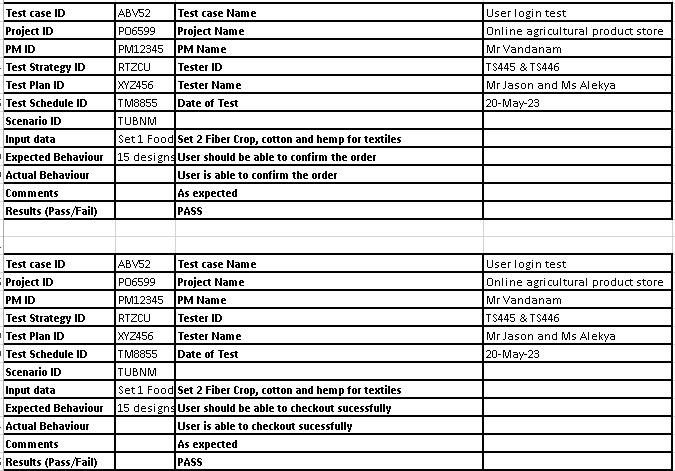 Test case ID ABV52 Test case Name User login test
Project ID PO6599 Project Name Online agricultural product store
PM ID PM12345 PM Name Mr Vandanam
Test Strategy ID RTZCU Tester ID TS445 & TS446
Test Plan ID XYZ456 Tester Name Mr Jason and Ms Alekya
Test Schedule ID TM8855 Date of Test 20-May-23
Scenario ID TUBNM
Input data Set 1 Food Set 2 Fiber Crop, cotton and hemp for textiles
Expected Behaviour 15 designs User should be able to confirm the order
Actual Behaviour User is able to confirm the order
Comments As expected
Results (Pass/Fail) PASS
Test case ID ABV52 Test case Name User login test
Project ID PO6599 Project Name Online agricultural product store
PM ID PM12345 PM Name Mr Vandanam
Test Strategy ID RTZCU Tester ID TS445 & TS446
Test Plan ID XYZ456 Tester Name Mr Jason and Ms Alekya
Test Schedule ID TM8855 Date of Test 20-May-23
Scenario ID TUBNM
Input data Set 1 Food Set 2 Fiber Crop, cotton and hemp for textiles
Expected Behaviour 15 designs User should be able to checkout sucessfully
Actual Behaviour User is able to checkout sucessfully
Comments As expected
Results (Pass/Fail) PASS